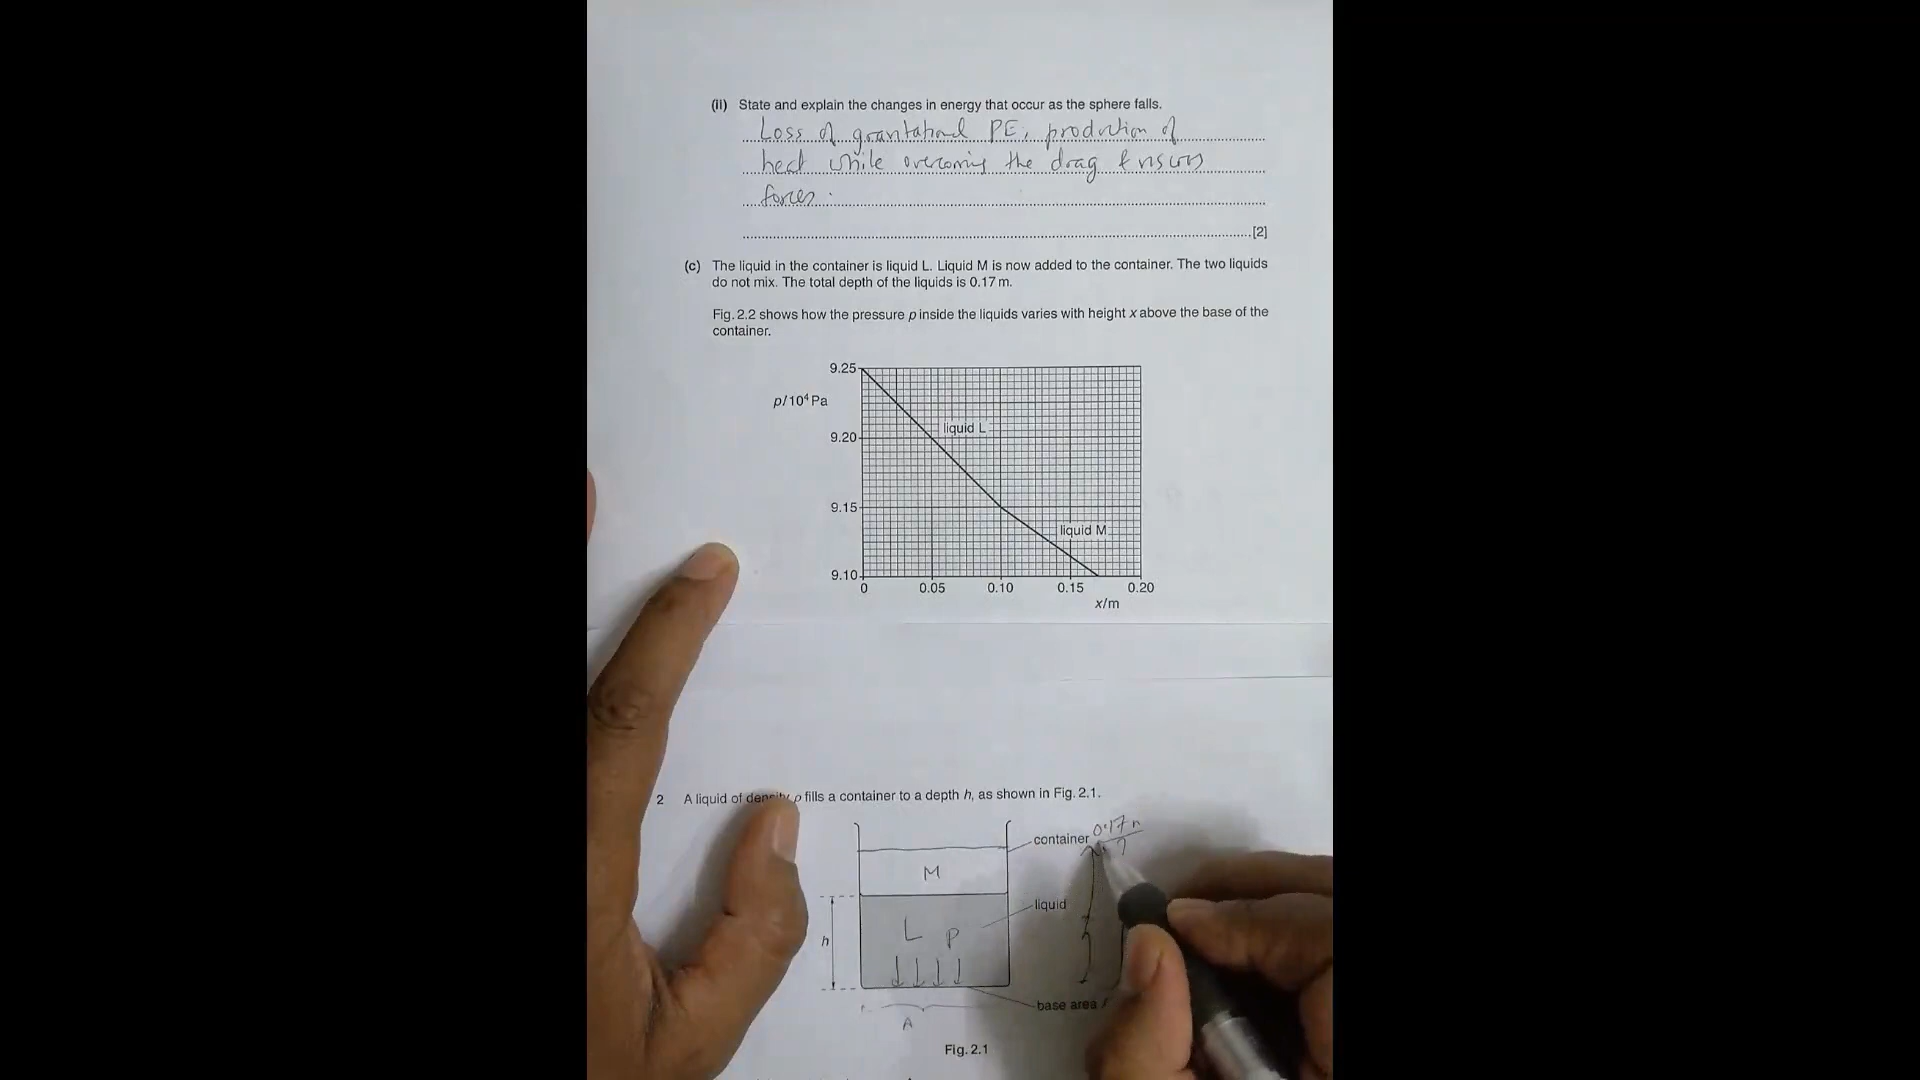 (ii) State and explain the changes in energy that occur as the sphere falls.
Loss of gravitational PE, production of
heat while overcoming the drag & viscous
forces.
[2]
(c) The liquid in the container is liquid L. Liquid M is now added to the container. The two liquids
do not mix. The total depth of the liquids is 0.17 m.
Fig. 2.2 shows how the pressure p inside the liquids varies with height x above the base of the
container.
9.25
p/10⁴ Pa
liquid L
9.20
9.15
liquid M
9.10
0 0.05 0.10 0.15 0.20
x/m
2 A liquid of density ρ fills a container to a depth h, as shown in Fig. 2.1.
0.17 m
container
M
liquid
L P
h
base area
A
Fig. 2.1